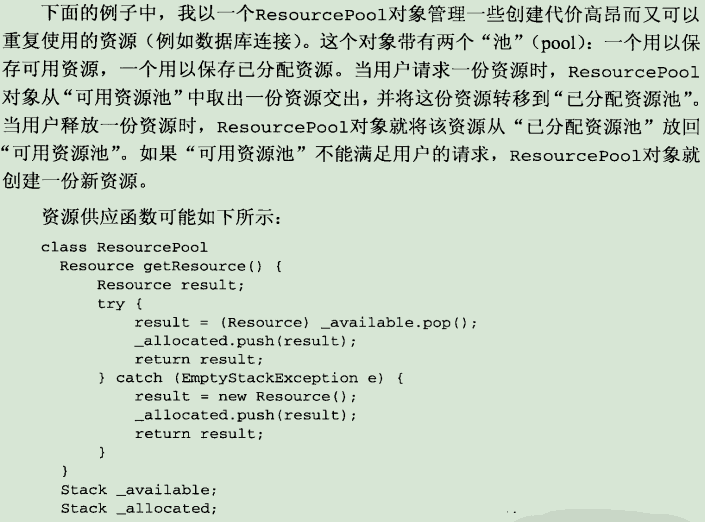 下面的例子中，我以一个ResourcePool对象管理一些创建代价高昂而又可以
重复使用的资源（例如数据库连接）。这个对象带有两个“池”（pool）：一个用以保
存可用资源，一个用以保存已分配资源。当用户请求一份资源时，ResourcePool
对象从“可用资源池”中取出一份资源交出，并将这份资源转移到“已分配资源池”。
当用户释放一份资源时，ResourcePool对象就将该资源从“已分配资源池”放回
“可用资源池”。如果“可用资源池”不能满足用户的请求，ResourcePool对象就
创建一份新资源。
资源供应函数可能如下所示：
class ResourcePool
Resource getResource() {
Resource result;
try {
result = (Resource) _available.pop();
_allocated.push(result);
return result;
} catch (EmptyStackException e) {
result = new Resource();
_allocated.push(result);
return result;
}
}
Stack _available;
Stack _allocated;